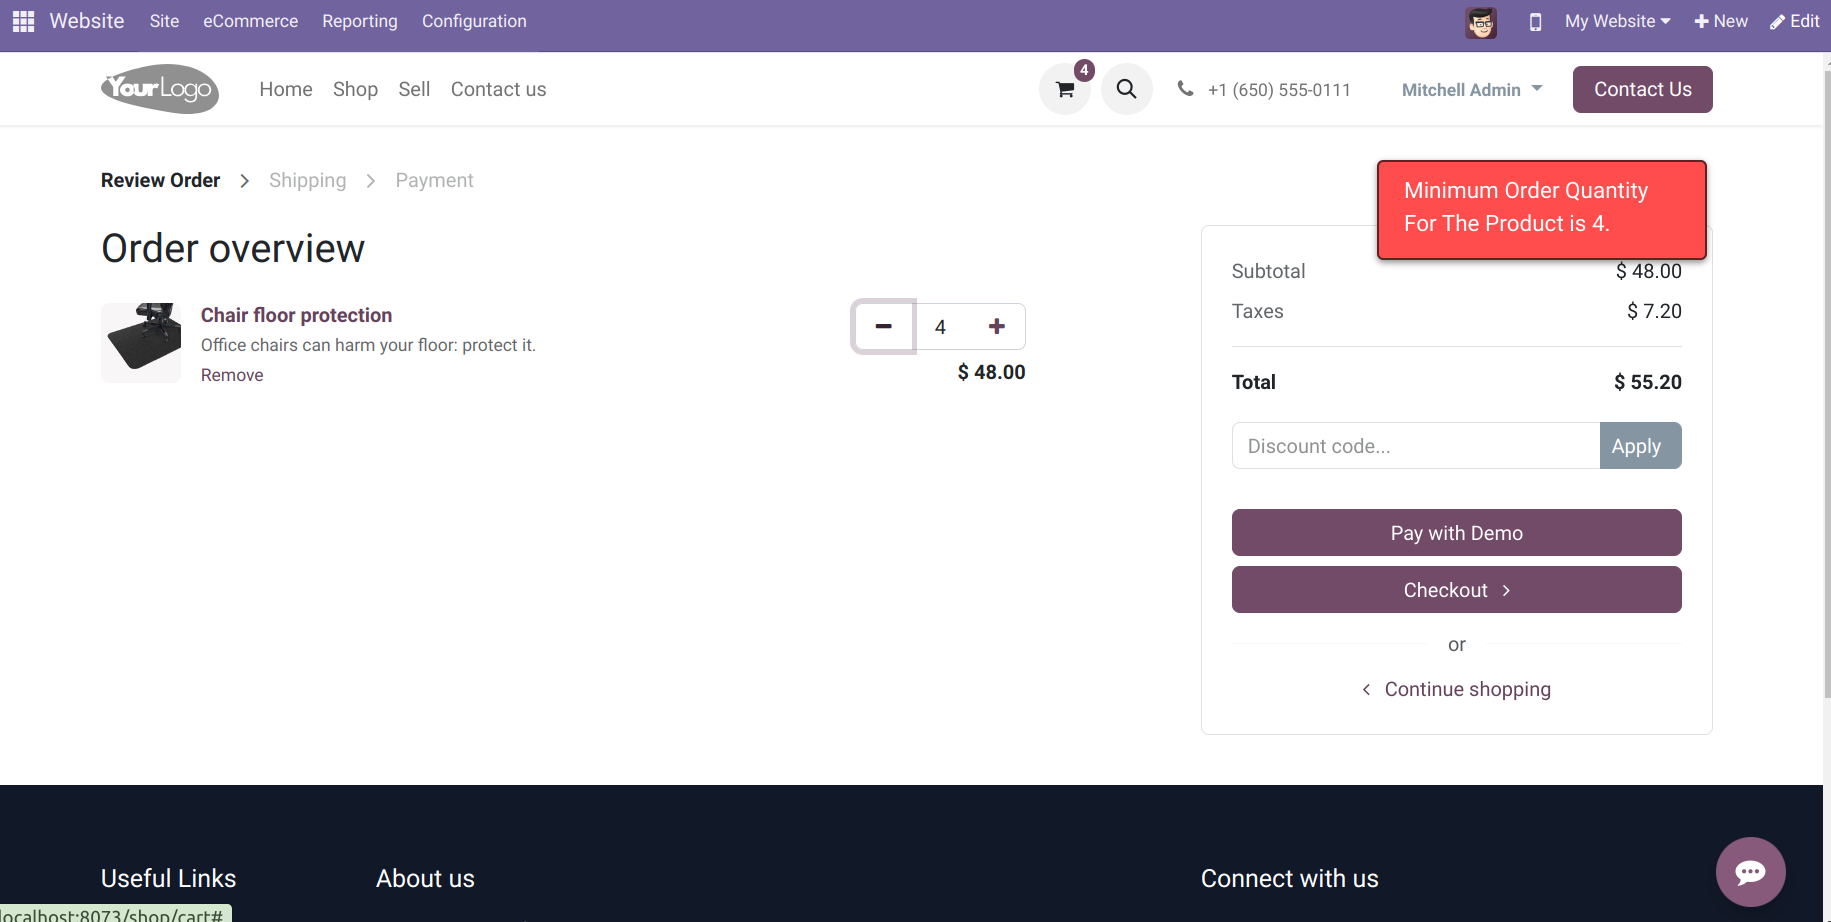 Website Site eCommerce Reporting Configuration My Website New Edit
YourLogo Home Shop Sell Contact us 4 +1 (650) 555-0111 Mitchell Admin Contact Us
Review Order Shipping Payment
Minimum Order Quantity
For The Product is 4.
Order overview
Chair floor protection
Office chairs can harm your floor: protect it.
Remove
4
$ 48.00
Subtotal $ 48.00
Taxes $ 7.20
Total $ 55.20
Discount code... Apply
Pay with Demo
Checkout
or
Continue shopping
Useful Links About us Connect with us
localhost:8073/shop/cart#